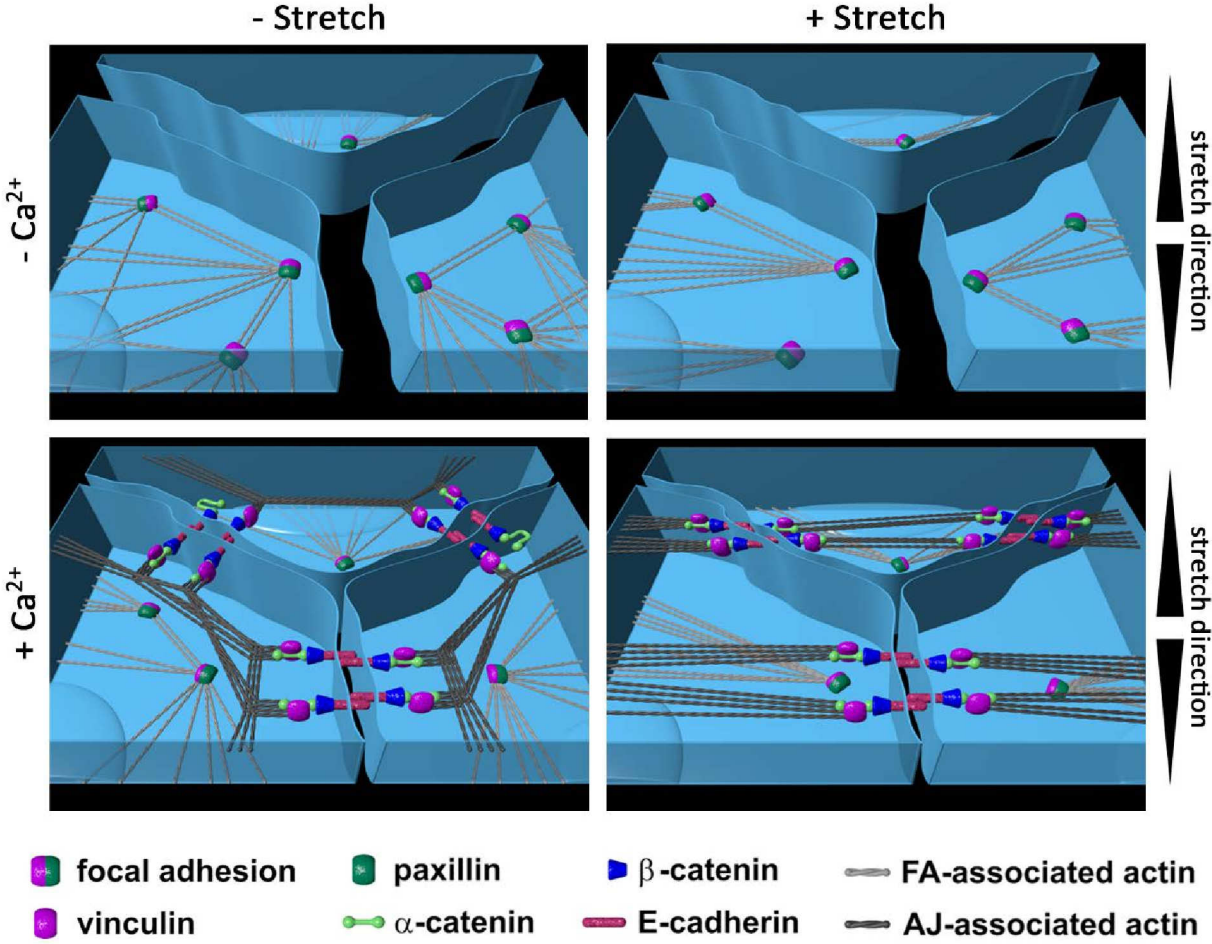 - Stretch
+ Stretch
- Ca2+
stretch direction
+ Ca2+
stretch direction
focal adhesion
paxillin
β-catenin
FA-associated actin
vinculin
α-catenin
E-cadherin
AJ-associated actin